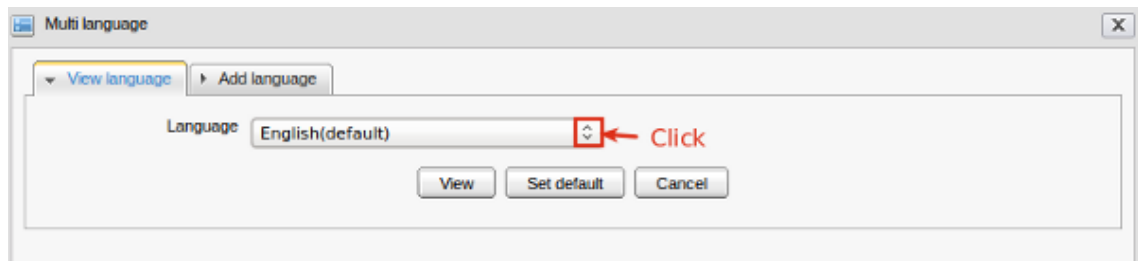 Multi language
View language Add language
Language English(default) Click
View Set default Cancel